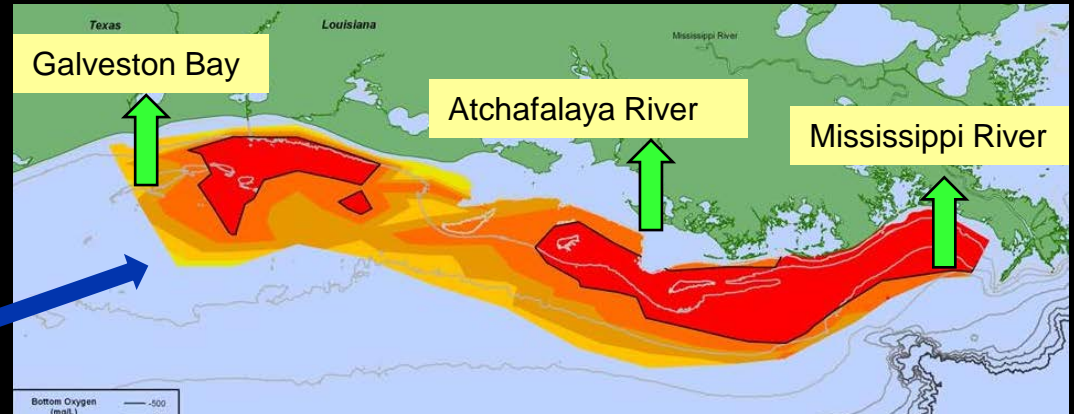 Texas
Louisiana
Mississippi River
Galveston Bay
Atchafalaya River
Mississippi River
Bottom Oxygen
(mg/L)
-500